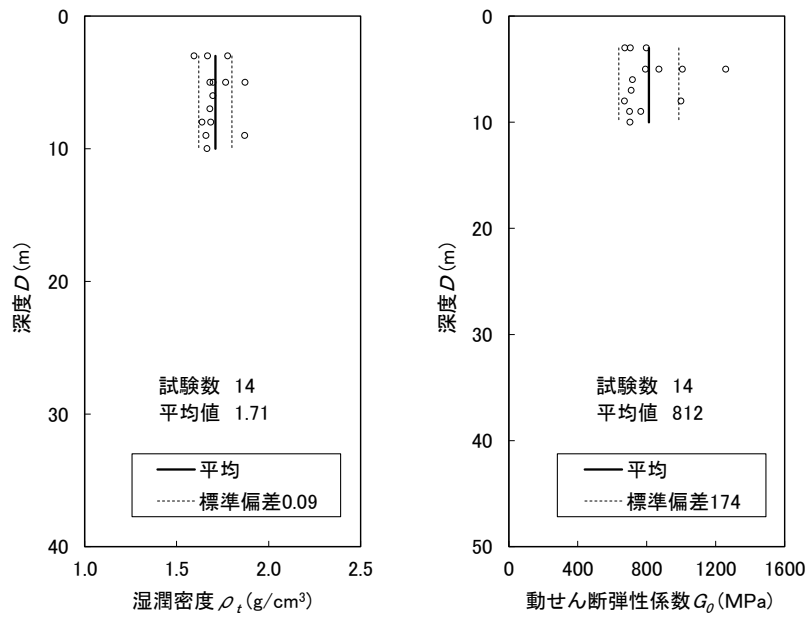 0
10
20
30
40
深度D(m)
試験数 14
平均値 1.71
平均
標準偏差0.09
1.0 1.5 2.0 2.5
湿潤密度 ρt(g/cm³)
0
10
20
30
40
50
深度D(m)
試験数 14
平均値 812
平均
標準偏差174
0 400 800 1200 1600
動せん断弾性係数G0(MPa)